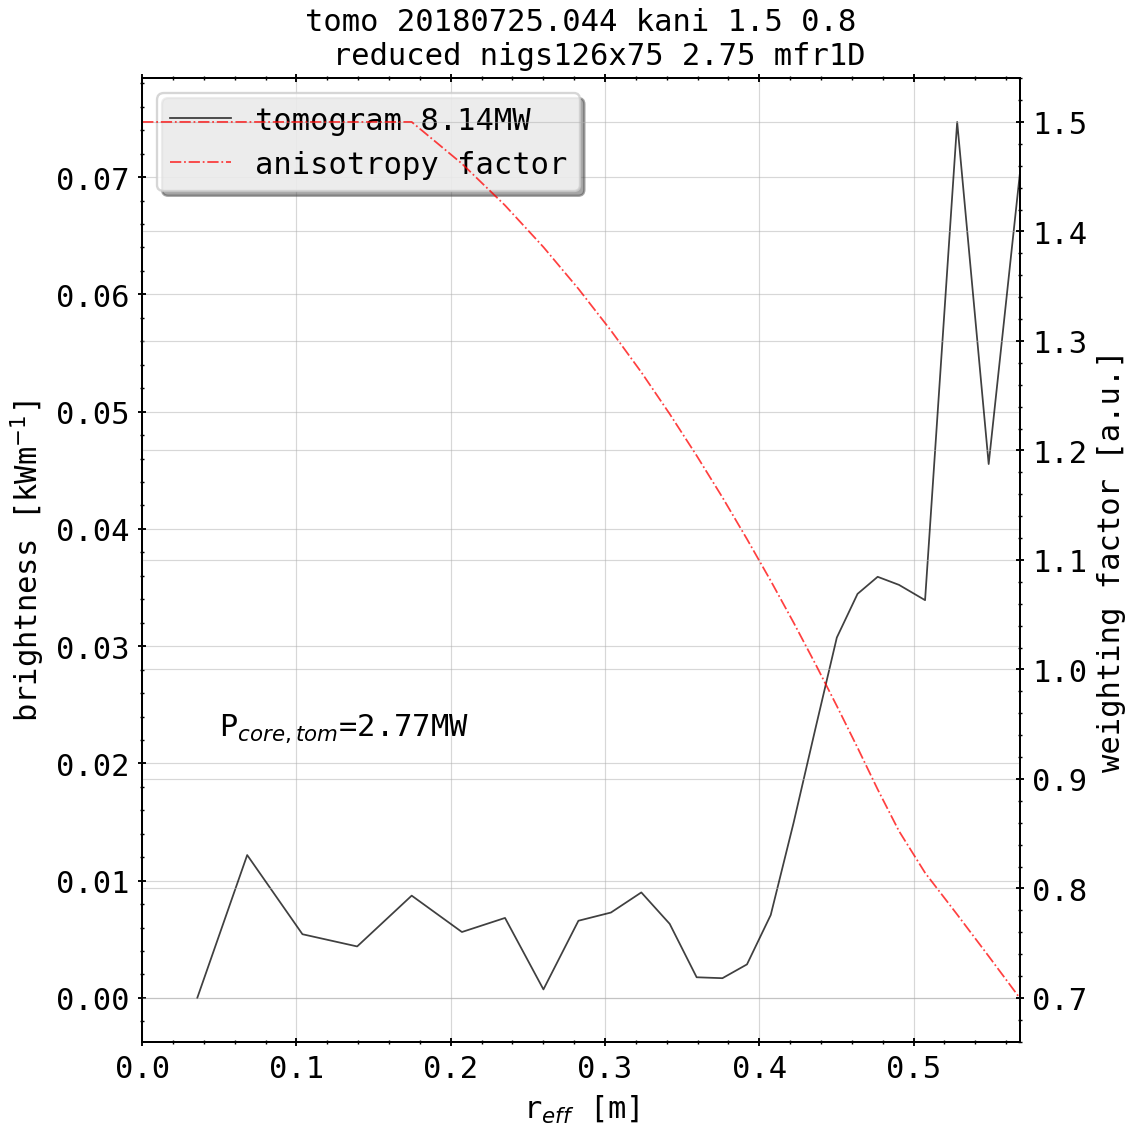 tomo 20180725.044 kani 1.5 0.8
reduced nigs126x75 2.75 mfr1D
tomogram 8.14MW
anisotropy factor
0.07
0.06
0.05
0.04
0.03
0.02
0.01
0.00
brightness [kWm⁻¹]
P_core,tom=2.77MW
1.5
1.4
1.3
1.2
1.1
1.0
0.9
0.8
0.7
weighting factor [a.u.]
0.0 0.1 0.2 0.3 0.4 0.5
r_eff [m]